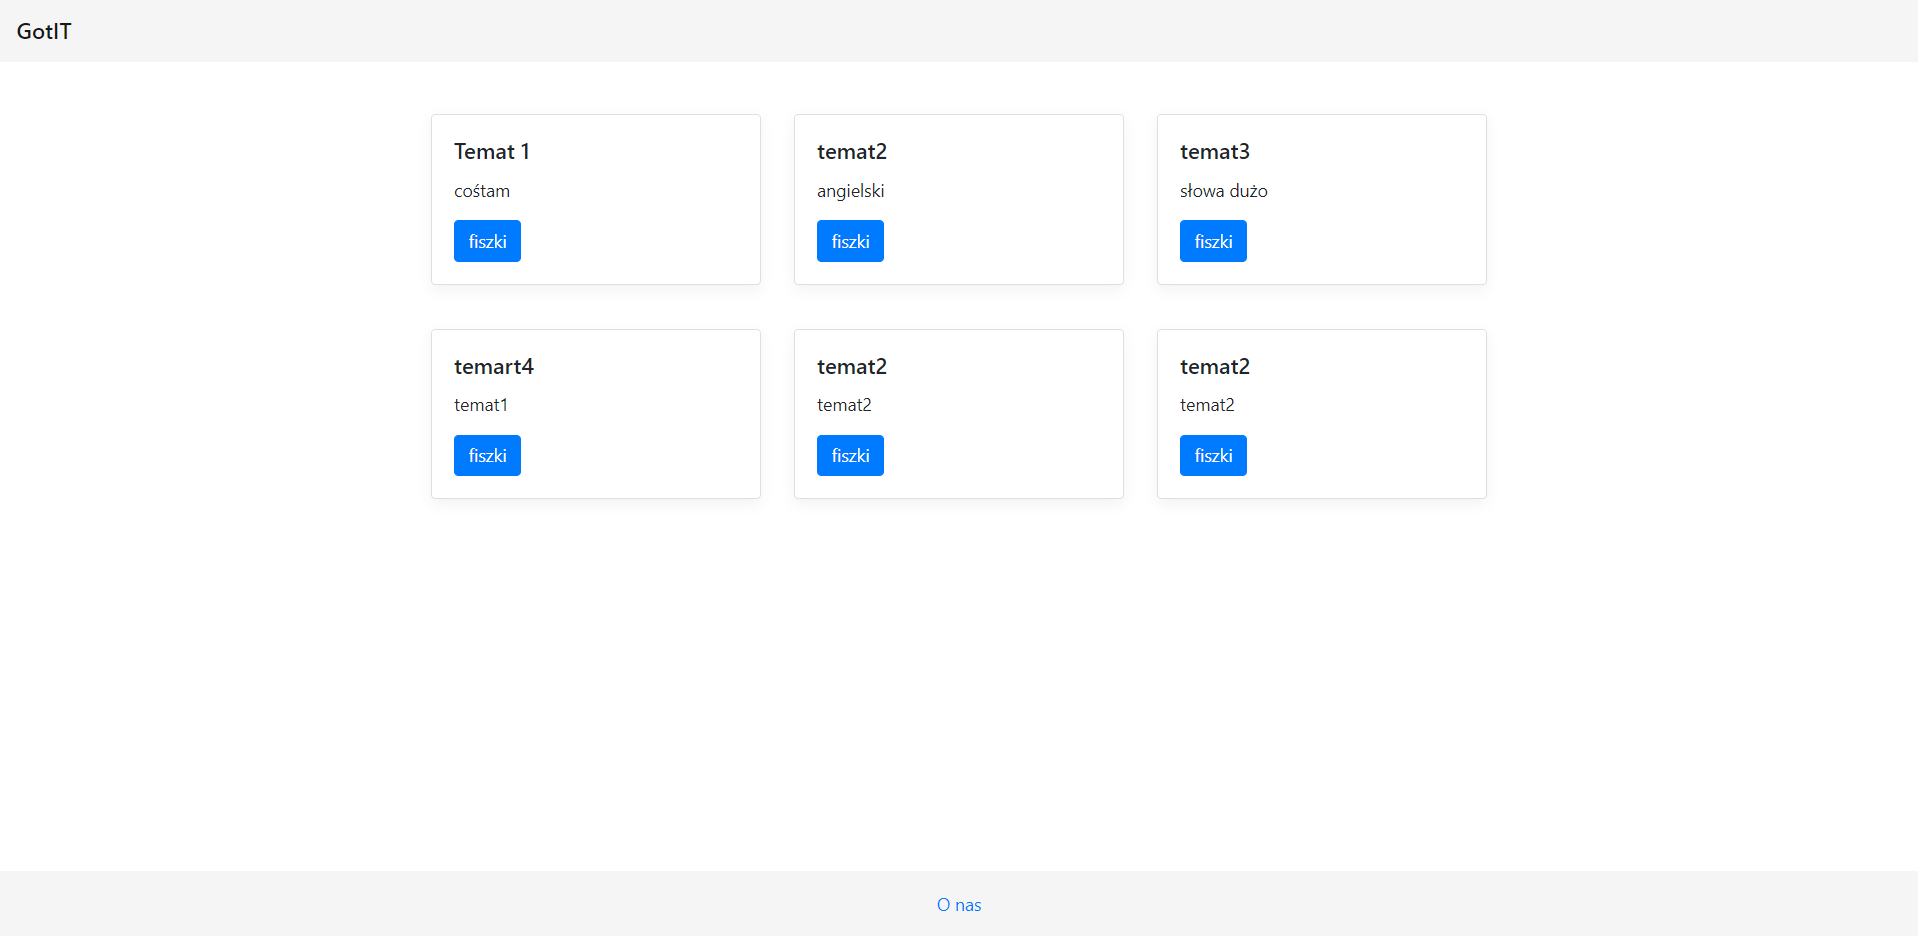 GotIT
Temat 1
cośtam
fiszki
temat2
angielski
fiszki
temat3
słowa dużo
fiszki
temart4
temat1
fiszki
temat2
temat2
fiszki
temat2
temat2
fiszki
O nas